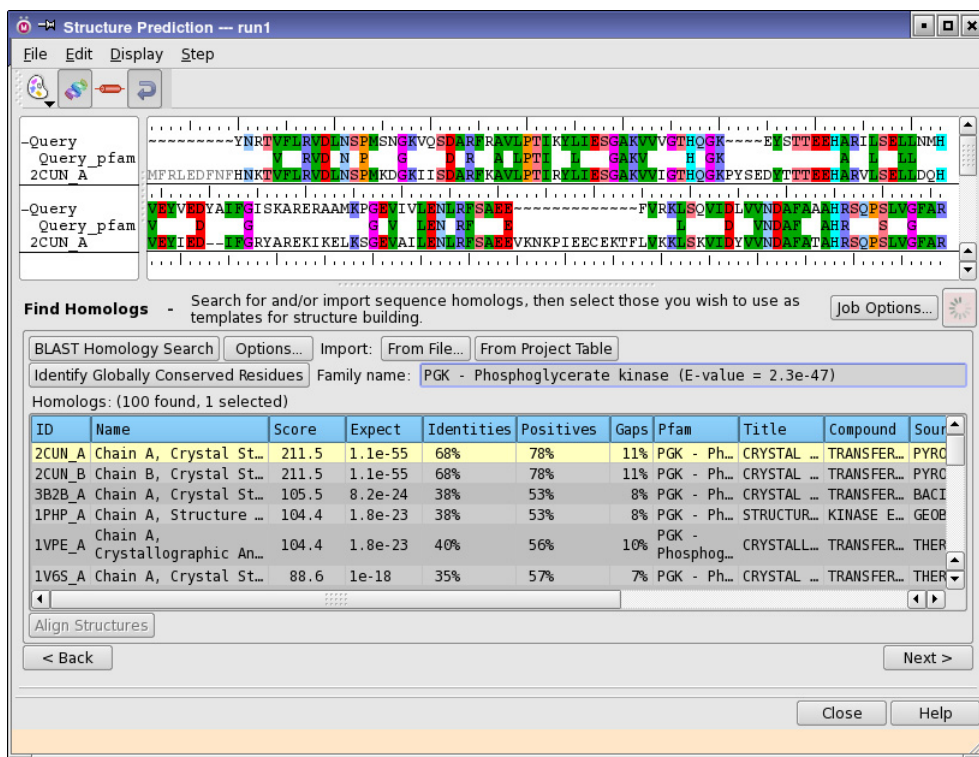 Structure Prediction --- run1
File Edit Display Step
-Query ~~~~~~~~~YNRTVFLRVDLNSPMSNGKVQSDARFRAVLPTIKYLIESGAKVVVGTHQGK----EYSTTEEHARILSELLNMH
Query_pfam V RVD N P G D R A LPTI L GAKV H GK A L LL
2CUN_A MFRLEDFNFHNKTVFLRVDLNSPMKDGKIISDARFKAVLPTIRYLIESGAKVVIGTHQGKPYSEDYTTTEEHARVLSELLDQH
-Query VEYVEDYAIFGISKARERAAMKPGEVIVLENLRFSAEE~~~~~~~~~~~~~FVRKLSQVIDLVVNDAFAAAHRSQPSLVGFAR
Query_pfam V D G V LEN RF E L D VNDAF AHR S G
2CUN_A VEYIED--IFGRYAREKIKELKSGEVAILENLRFSAEEVKNKPIEECEKTFLVKKLSKVIDYVVNDAFATAHRSQPSLVGFAR
Find Homologs - Search for and/or import sequence homologs, then select those you wish to use as templates for structure building. Job Options...
BLAST Homology Search Options... Import: From File... From Project Table
Identify Globally Conserved Residues Family name: PGK - Phosphoglycerate kinase (E-value = 2.3e-47)
Homologs: (100 found, 1 selected)
ID Name Score Expect Identities Positives Gaps Pfam Title Compound Sour
2CUN_A Chain A, Crystal St... 211.5 1.1e-55 68% 78% 11% PGK - Ph... CRYSTAL ... TRANSFER... PYRO
2CUN_B Chain B, Crystal St... 211.5 1.1e-55 68% 78% 11% PGK - Ph... CRYSTAL ... TRANSFER... PYRO
3B2B_A Chain A, Crystal St... 105.5 8.2e-24 38% 53% 8% PGK - Ph... CRYSTAL ... TRANSFER... BACI
1PHP_A Chain A, Structure ... 104.4 1.8e-23 38% 53% 8% PGK - Ph... STRUCTUR... KINASE E... GEOB
1VPE_A Chain A, Crystallographic An... 104.4 1.8e-23 40% 56% 10% PGK - Phosphog... CRYSTALL... TRANSFER... THER
1V6S_A Chain A, Crystal St... 88.6 1e-18 35% 57% 7% PGK - Ph... CRYSTAL ... TRANSFER... THER
Align Structures
< Back Next >
Close Help